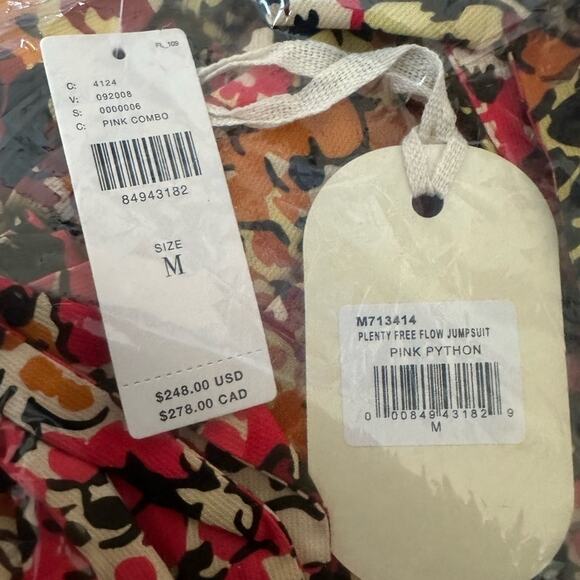 FL_109
C: 4124
V: 092008
S: 0000006
C: PINK COMBO
84943182
SIZE
M
$248.00 USD
$278.00 CAD
M713414
PLENTY FREE FLOW JUMPSUIT
PINK PYTHON
0 00849 43182 9
M